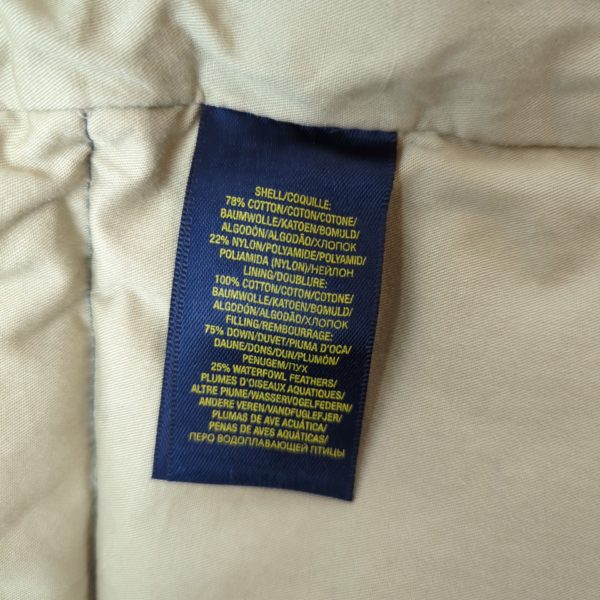 SHELL/COQUILLE:
78% COTTON/COTON/COTONE/
BAUMWOLLE/KATOEN/BOMULD/
ALGODÓN/ALGODÃO/ХЛОПОК
22% NYLON/POLYAMIDE/POLYAMID/
POLIAMIDA (NYLON)/НЕЙЛОН
LINING/DOUBLURE:
100% COTTON/COTON/COTONE/
BAUMWOLLE/KATOEN/BOMULD/
ALGODÓN/ALGODÃO/ХЛОПОК
FILLING/REMBOURRAGE:
75% DOWN/DUVET/PIUMA D'OCA/
DAUNE/DONS/DUN/PLUMÓN/
PENUGEM/ПУХ
25% WATERFOWL FEATHERS/
PLUMES D'OISEAUX AQUATIQUES/
ALTRE PIUME/WASSERVOGELFEDERN/
ANDERE VEREN/VANDFUGLEFJER/
PLUMAS DE AVE ACUÁTICA/
PENAS DE AVES AQUÁTICAS/
ПЕРО ВОДОПЛАВАЮЩЕЙ ПТИЦЫ